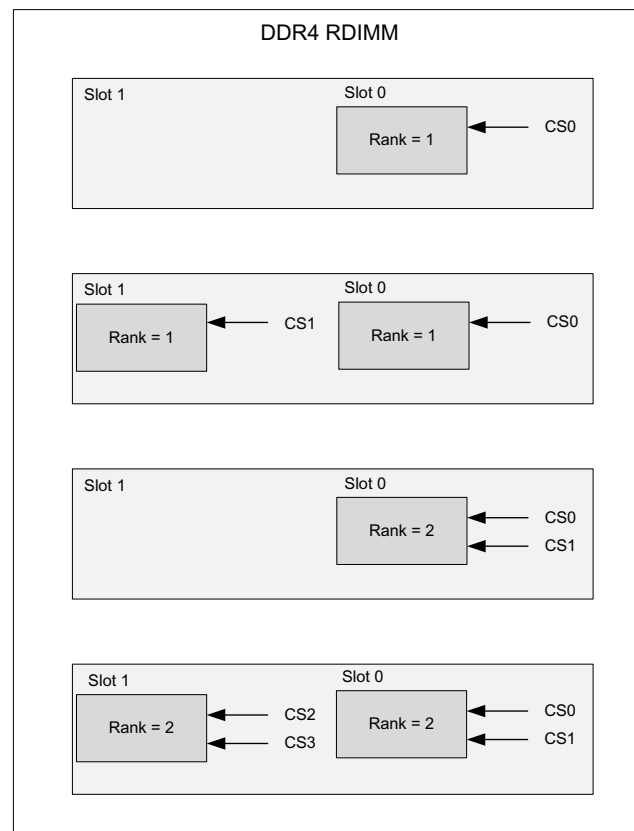 DDR4 RDIMM
Slot 1
Slot 0
Rank = 1
CS0
Slot 1
Slot 0
Rank = 1
CS1
Rank = 1
CS0
Slot 1
Slot 0
Rank = 2
CS0
CS1
Slot 1
Slot 0
Rank = 2
CS2
CS3
Rank = 2
CS0
CS1